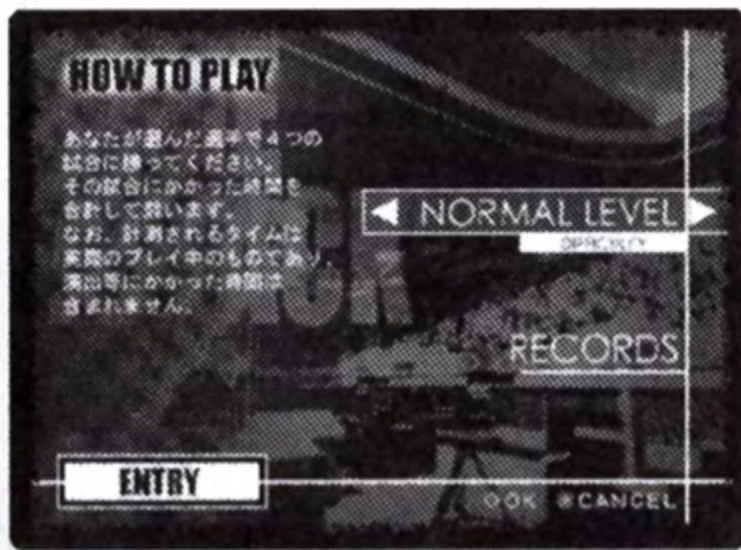 HOW TO PLAY
あなたが選んだ選手で4つの
試合に勝ってください。
その試合にかかった時間を
合計して競います。
なお、計測されるタイムは
実際のプレイ中のものであり、
演出等にかかった時間は
含まれません。
NORMAL LEVEL
DIFFICULTY
RECORDS
ENTRY
OK CANCEL